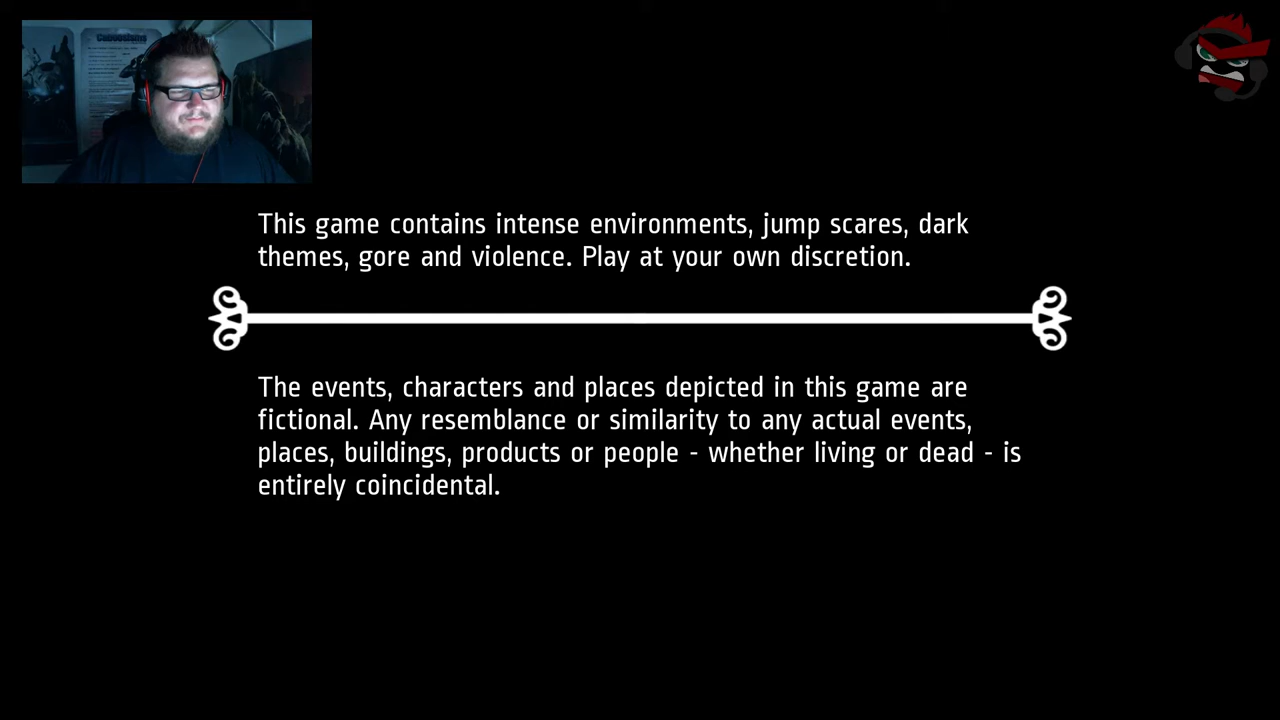 This game contains intense environments, jump scares, dark
themes, gore and violence. Play at your own discretion.
The events, characters and places depicted in this game are
fictional. Any resemblance or similarity to any actual events,
places, buildings, products or people - whether living or dead - is
entirely coincidental.